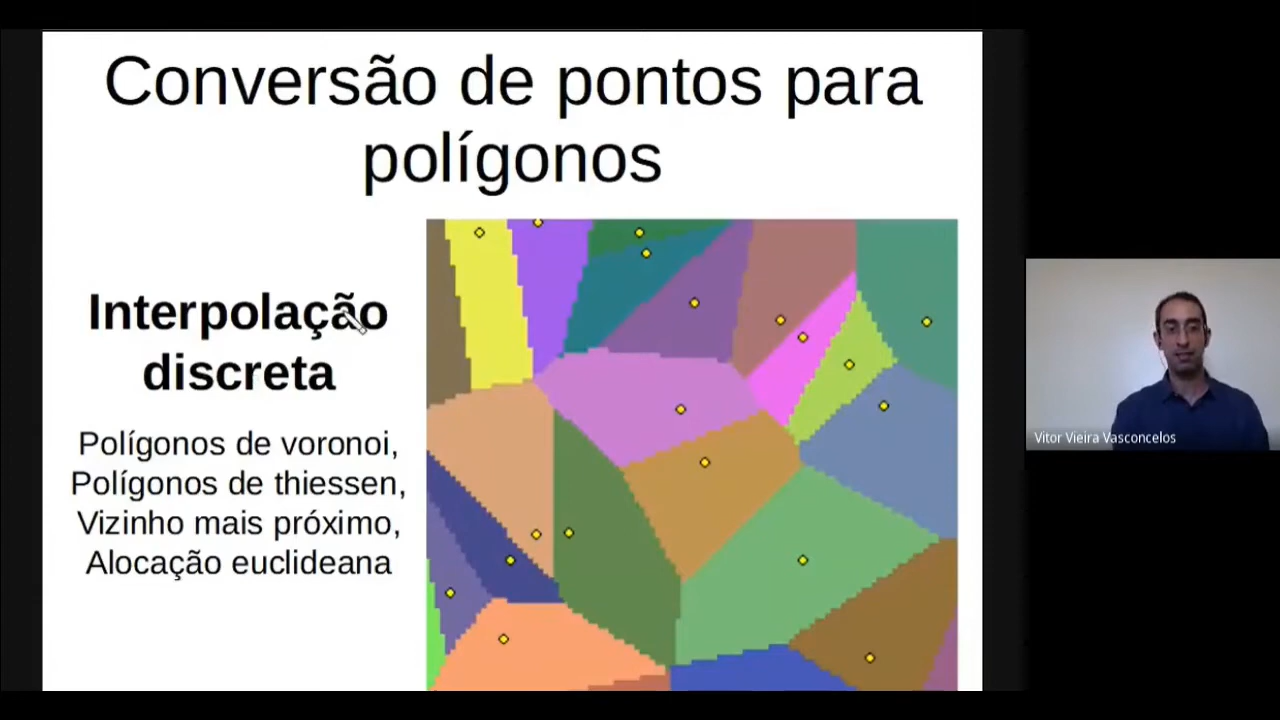 Conversão de pontos para
polígonos
Interpolação
discreta
Polígonos de voronoi,
Polígonos de thiessen,
Vizinho mais próximo,
Alocação euclideana
Vitor Vieira Vasconcelos